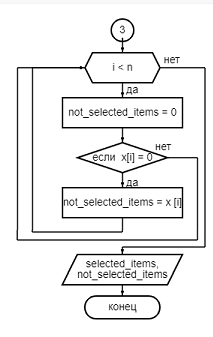 3
i < n
нет
да
not_selected_items = 0
если x[i] = 0
нет
да
not_selected_items = x [i]
selected_items,
not_selected_items
конец